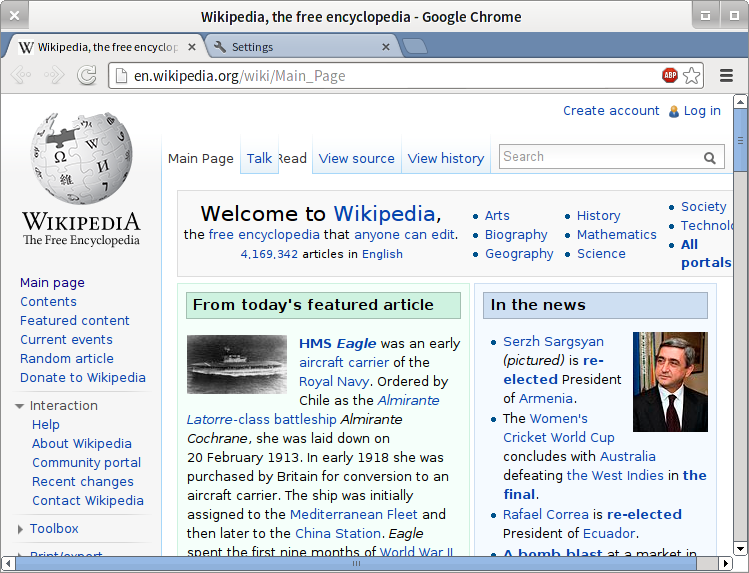 Wikipedia, the free encyclopedia - Google Chrome
Wikipedia, the free encyclop
Settings
en.wikipedia.org/wiki/Main_Page
ABP
Create account Log in
Main Page Talk Read View source View history
Search
WIKIPEDIA
The Free Encyclopedia
Main page
Contents
Featured content
Current events
Random article
Donate to Wikipedia
Interaction
Help
About Wikipedia
Community portal
Recent changes
Contact Wikipedia
Toolbox
Print/export
Welcome to Wikipedia,
the free encyclopedia that anyone can edit.
4,169,342 articles in English
Arts
Biography
Geography
History
Mathematics
Science
Society
Technolo
All
portals
From today's featured article
HMS Eagle was an early
aircraft carrier of the
Royal Navy. Ordered by
Chile as the Almirante
Latorre-class battleship Almirante
Cochrane, she was laid down on
20 February 1913. In early 1918 she was
purchased by Britain for conversion to an
aircraft carrier. The ship was initially
assigned to the Mediterranean Fleet and
then later to the China Station. Eagle
spent the first nine months of World War II
In the news
Serzh Sargsyan
(pictured) is re-
elected President
of Armenia.
The Women's
Cricket World Cup
concludes with Australia
defeating the West Indies in the
final.
Rafael Correa is re-elected
President of Ecuador.
A bomb blast at a market in